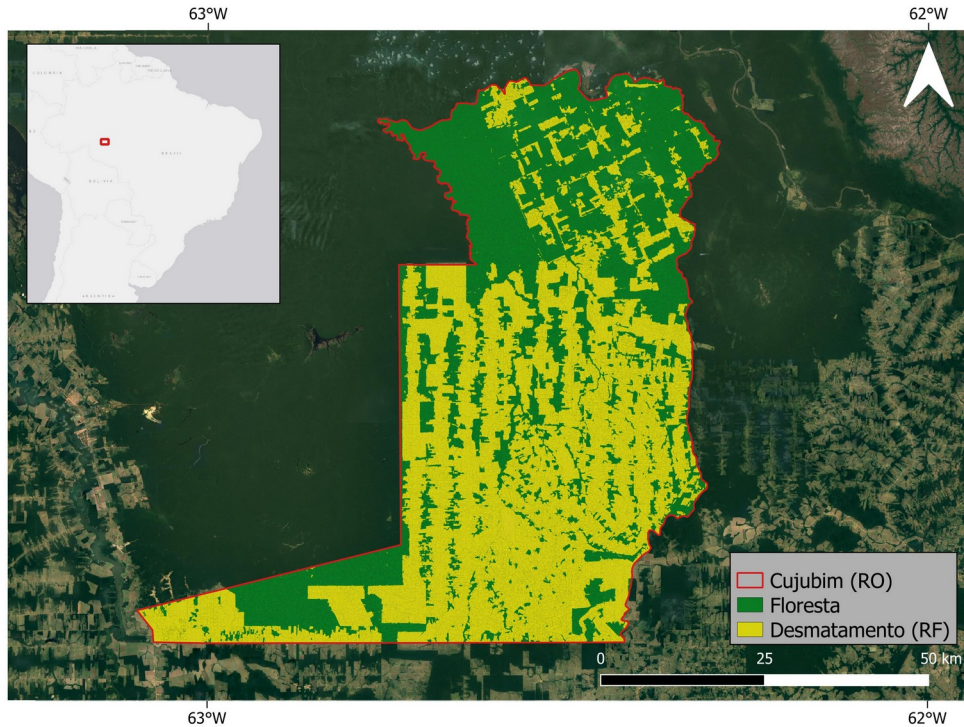 63°W
62°W
COLOMBIA
BRASIL
BOLIVIA
ARGENTINA
Cujubim (RO)
Floresta
Desmatamento (RF)
0
25
50 km
63°W
62°W